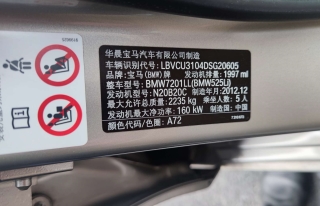 华晨宝马汽车有限公司制造
车辆识别代号: LBVCU3104DSG20605
品牌: 宝马(BMW)牌 发动机排量: 1997 ml
整车型号: BMW7201LL(BMW525Li)
发动机型号: N20B20C 制造年月: 2012.12
最大允许总质量: 2235 kg 乘坐人数: 5 人
发动机最大净功率: 160 kW 制造国: 中国
颜色代码/色圈: A72